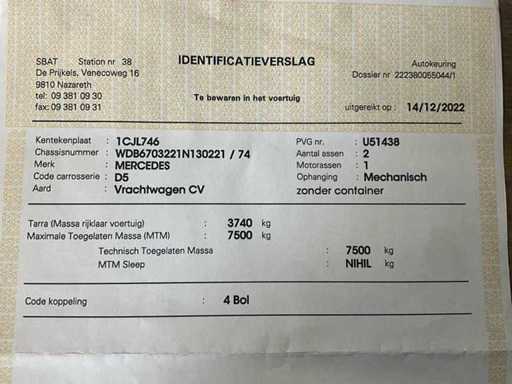 SBAT Station nr 38
IDENTIFICATIEVERSLAG
Autokeuring
De Prijkels, Venecoweg 16
Dossier nr 222380055044/1
9810 Nazareth
tel: 09 381 09 30
Te bewaren in het voertuig
fax: 09 381 09 31
uitgereikt op : 14/12/2022
Kentekenplaat : 1CJL746
PVG nr. : U51438
Chassisnummer : WDB6703221N130221 / 74
Aantal assen : 2
Merk : MERCEDES
Motorassen : 1
Code carrosserie : D5
Ophanging : Mechanisch
Aard : Vrachtwagen CV
zonder container
Tarra (Massa rijklaar voertuig) : 3740 kg
Maximale Toegelaten Massa (MTM) : 7500 kg
Technisch Toegelaten Massa : 7500 kg
MTM Sleep : NIHIL kg
Code koppeling : 4 Bol